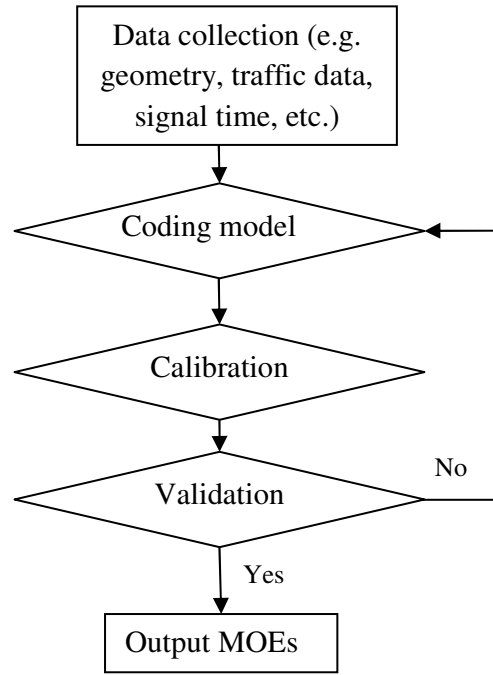 Data collection (e.g.
geometry, traffic data,
signal time, etc.)
Coding model
Calibration
Validation
No
Yes
Output MOEs